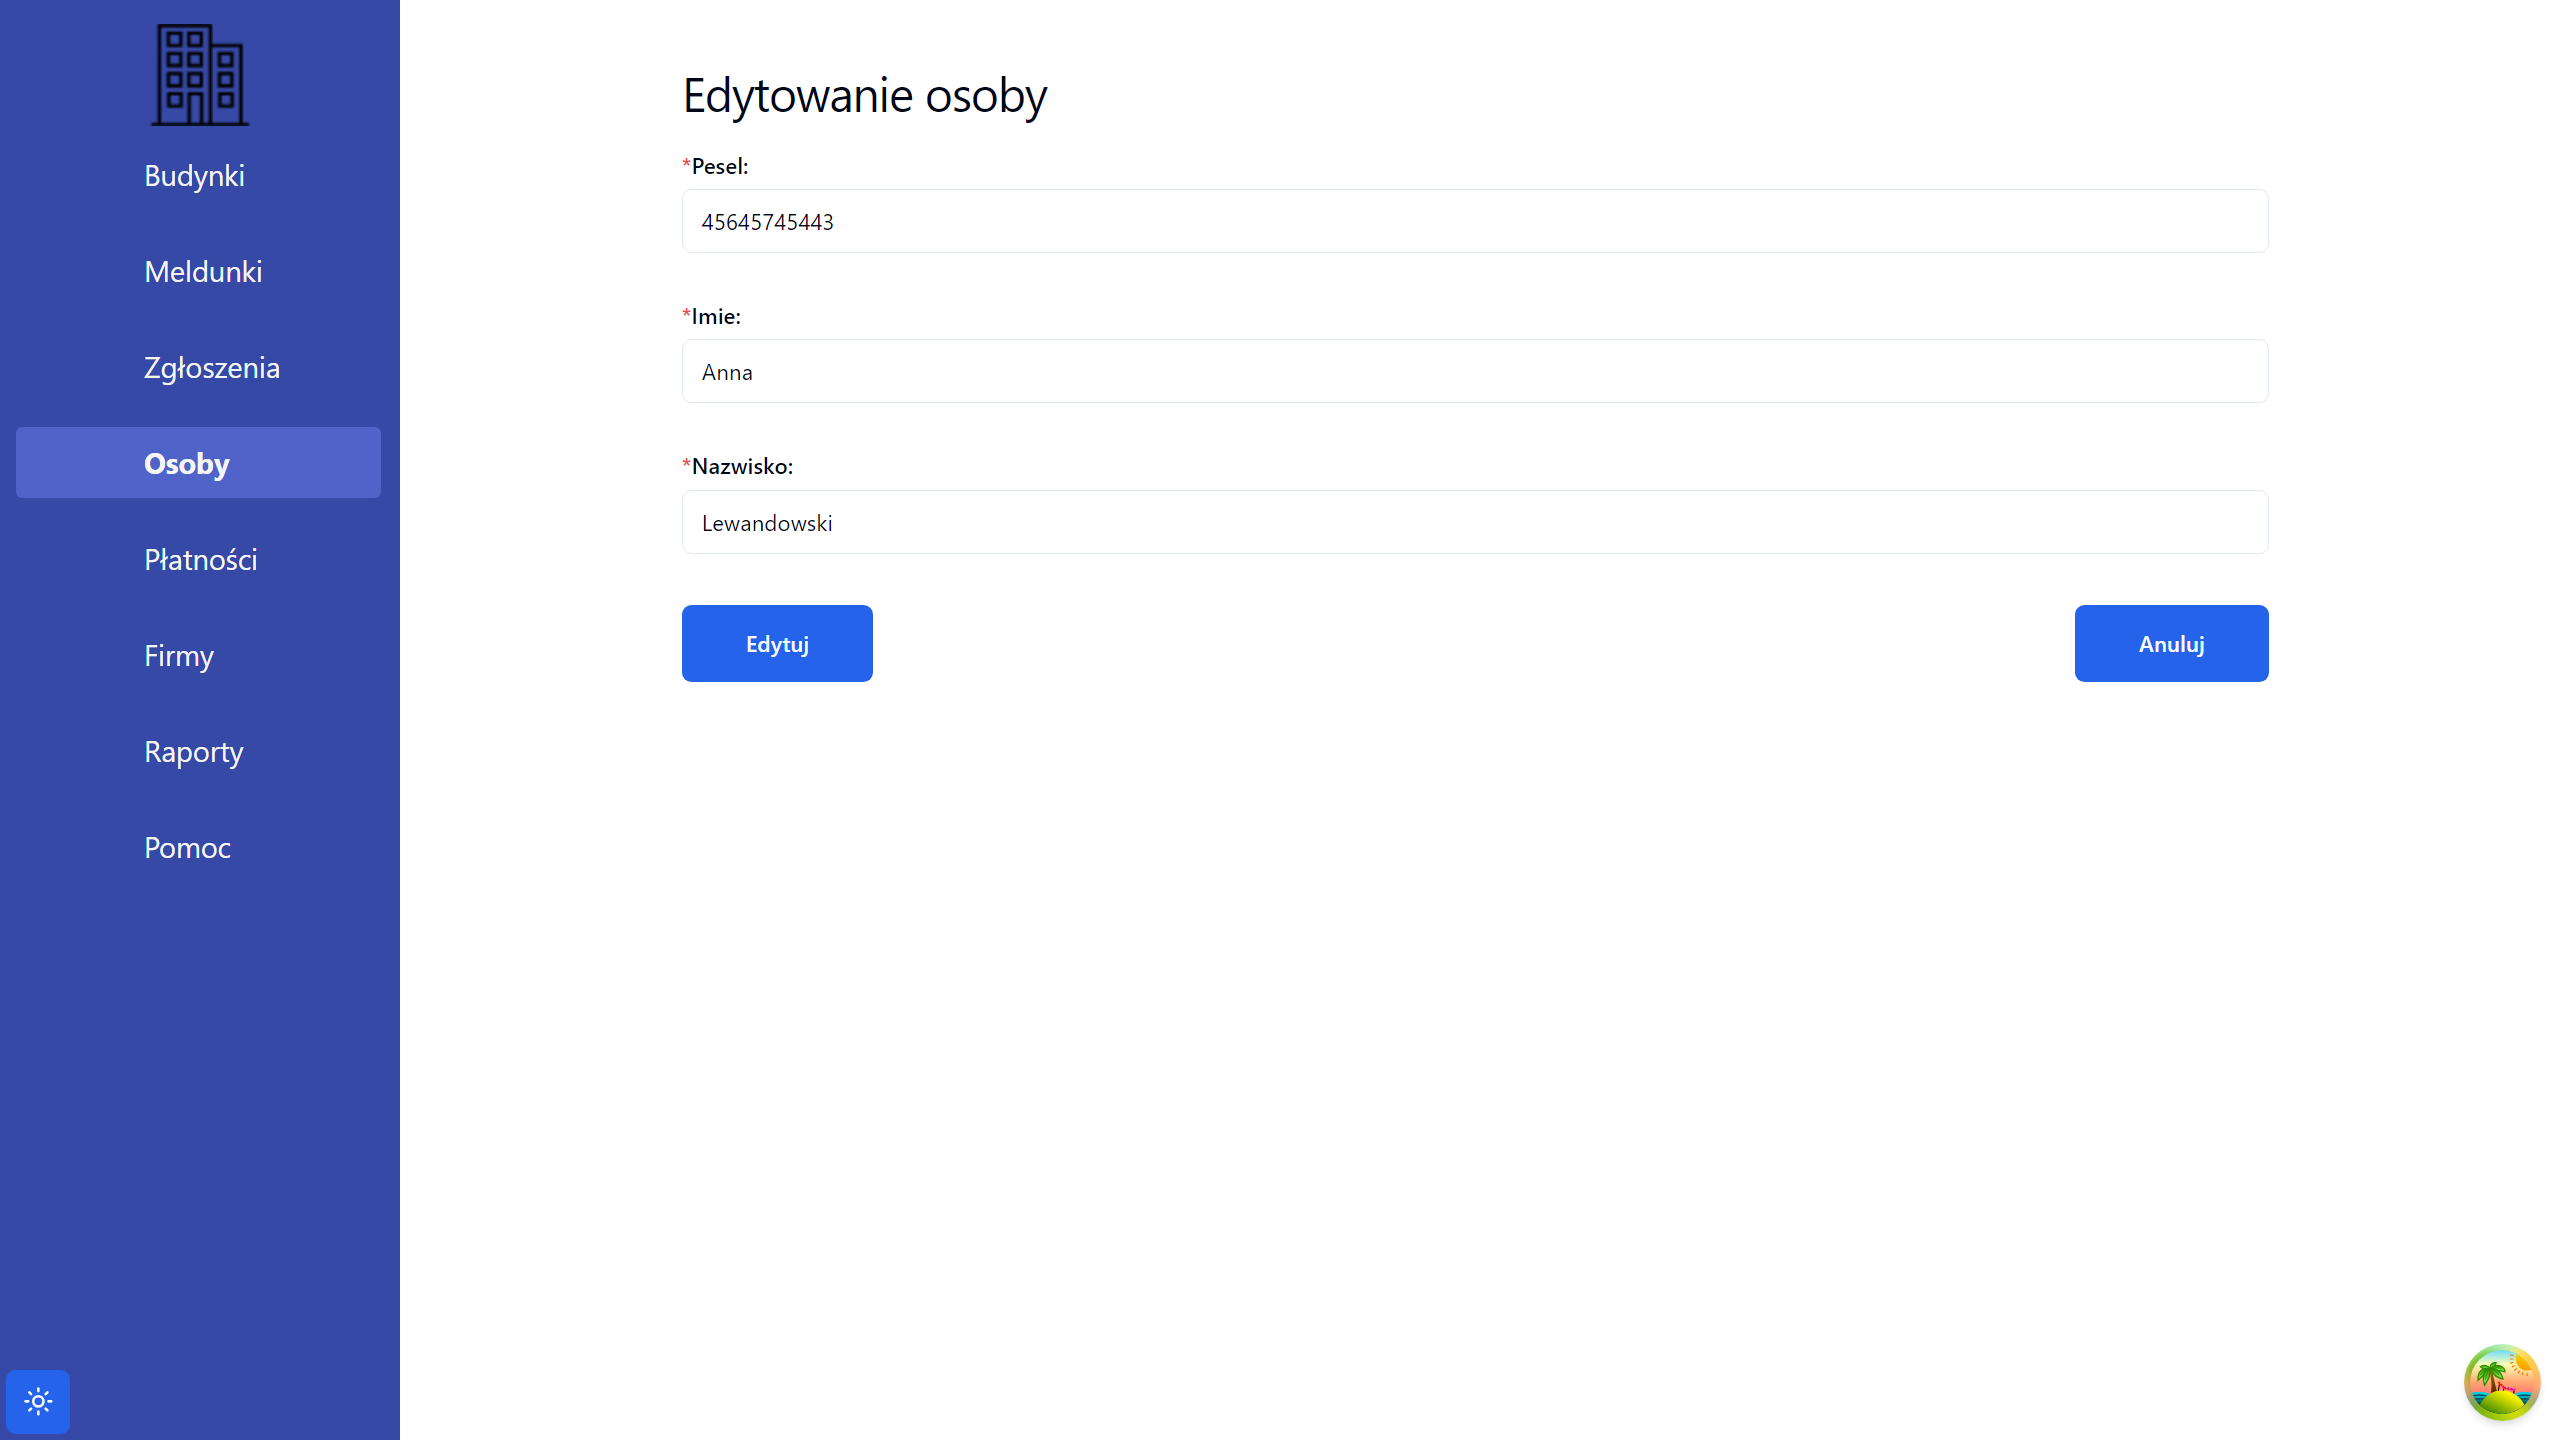 Budynki
Meldunki
Zgłoszenia
Osoby
Płatności
Firmy
Raporty
Pomoc
Edytowanie osoby
*Pesel:
45645745443
*Imie:
Anna
*Nazwisko:
Lewandowski
Edytuj
Anuluj